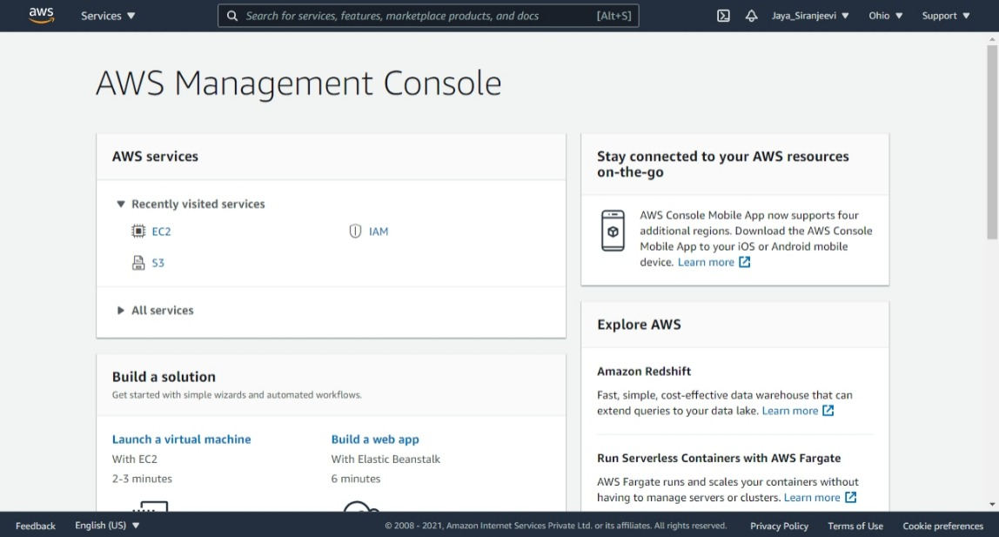 aws
Services ▼
Search for services, features, marketplace products, and docs [Alt+S]
Jaya_Siranjeevi ▼
Ohio ▼
Support ▼
AWS Management Console
AWS services
▼ Recently visited services
EC2
IAM
S3
▶ All services
Build a solution
Get started with simple wizards and automated workflows.
Launch a virtual machine
With EC2
2-3 minutes
Build a web app
With Elastic Beanstalk
6 minutes
Stay connected to your AWS resources
on-the-go
AWS Console Mobile App now supports four
additional regions. Download the AWS Console
Mobile App to your iOS or Android mobile
device. Learn more
Explore AWS
Amazon Redshift
Fast, simple, cost-effective data warehouse that can
extend queries to your data lake. Learn more
Run Serverless Containers with AWS Fargate
AWS Fargate runs and scales your containers without
having to manage servers or clusters. Learn more
Feedback
English (US) ▼
© 2008 - 2021, Amazon Internet Services Private Ltd. or its affiliates. All rights reserved.
Privacy Policy
Terms of Use
Cookie preferences